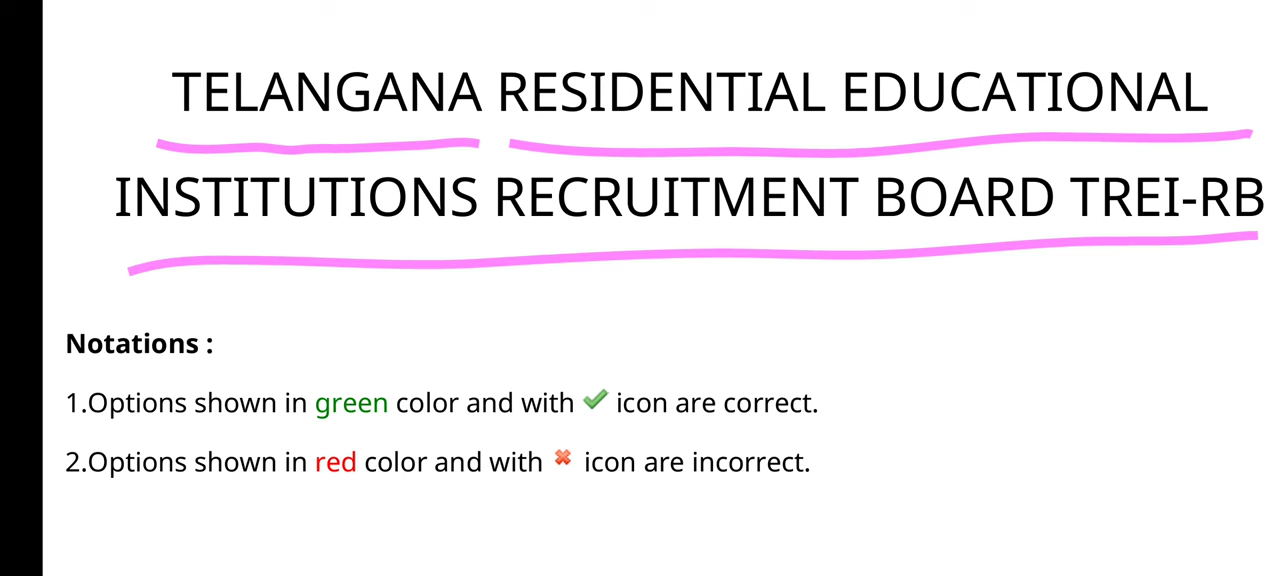 TELANGANA RESIDENTIAL EDUCATIONAL
INSTITUTIONS RECRUITMENT BOARD TREI-RB
Notations :
1.Options shown in green color and with ✔ icon are correct.
2.Options shown in red color and with ✖ icon are incorrect.